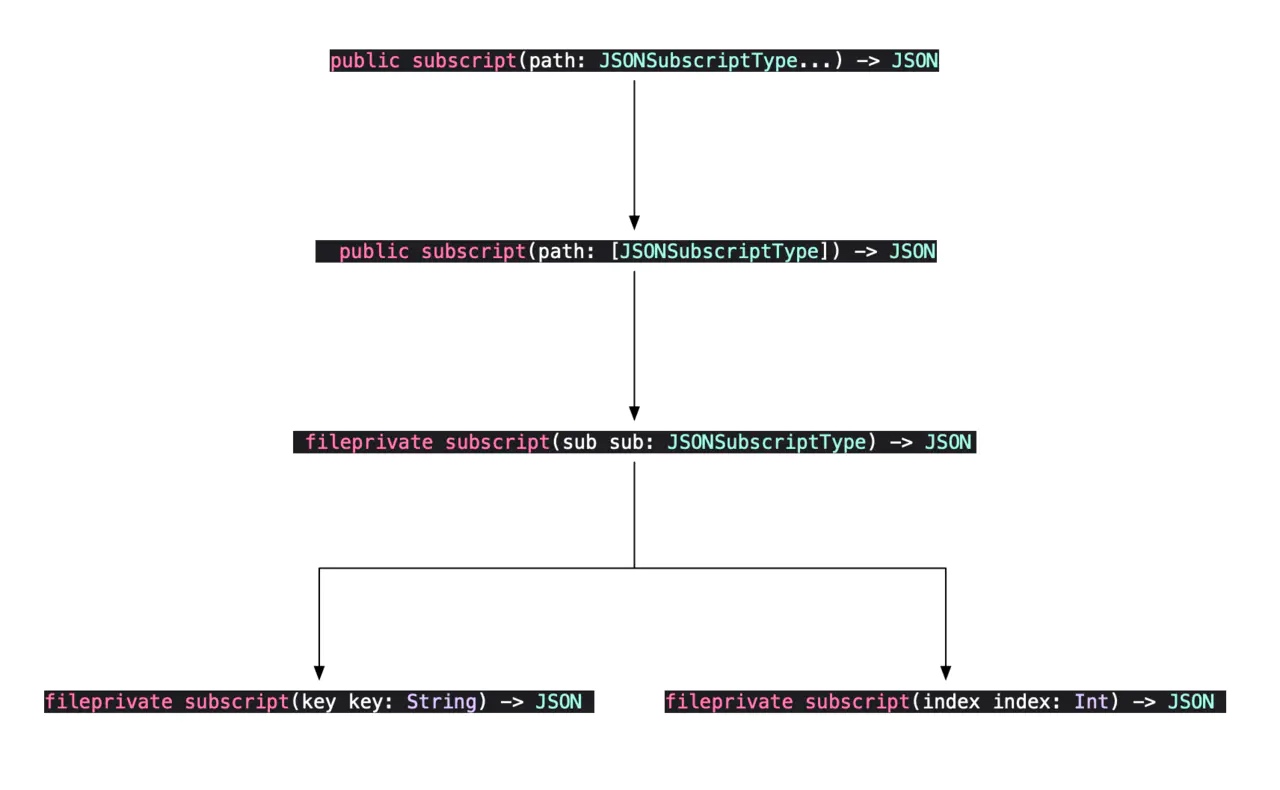 public subscript(path: JSONSubscriptType...) -> JSON
public subscript(path: [JSONSubscriptType]) -> JSON
fileprivate subscript(sub sub: JSONSubscriptType) -> JSON
fileprivate subscript(key key: String) -> JSON
fileprivate subscript(index index: Int) -> JSON